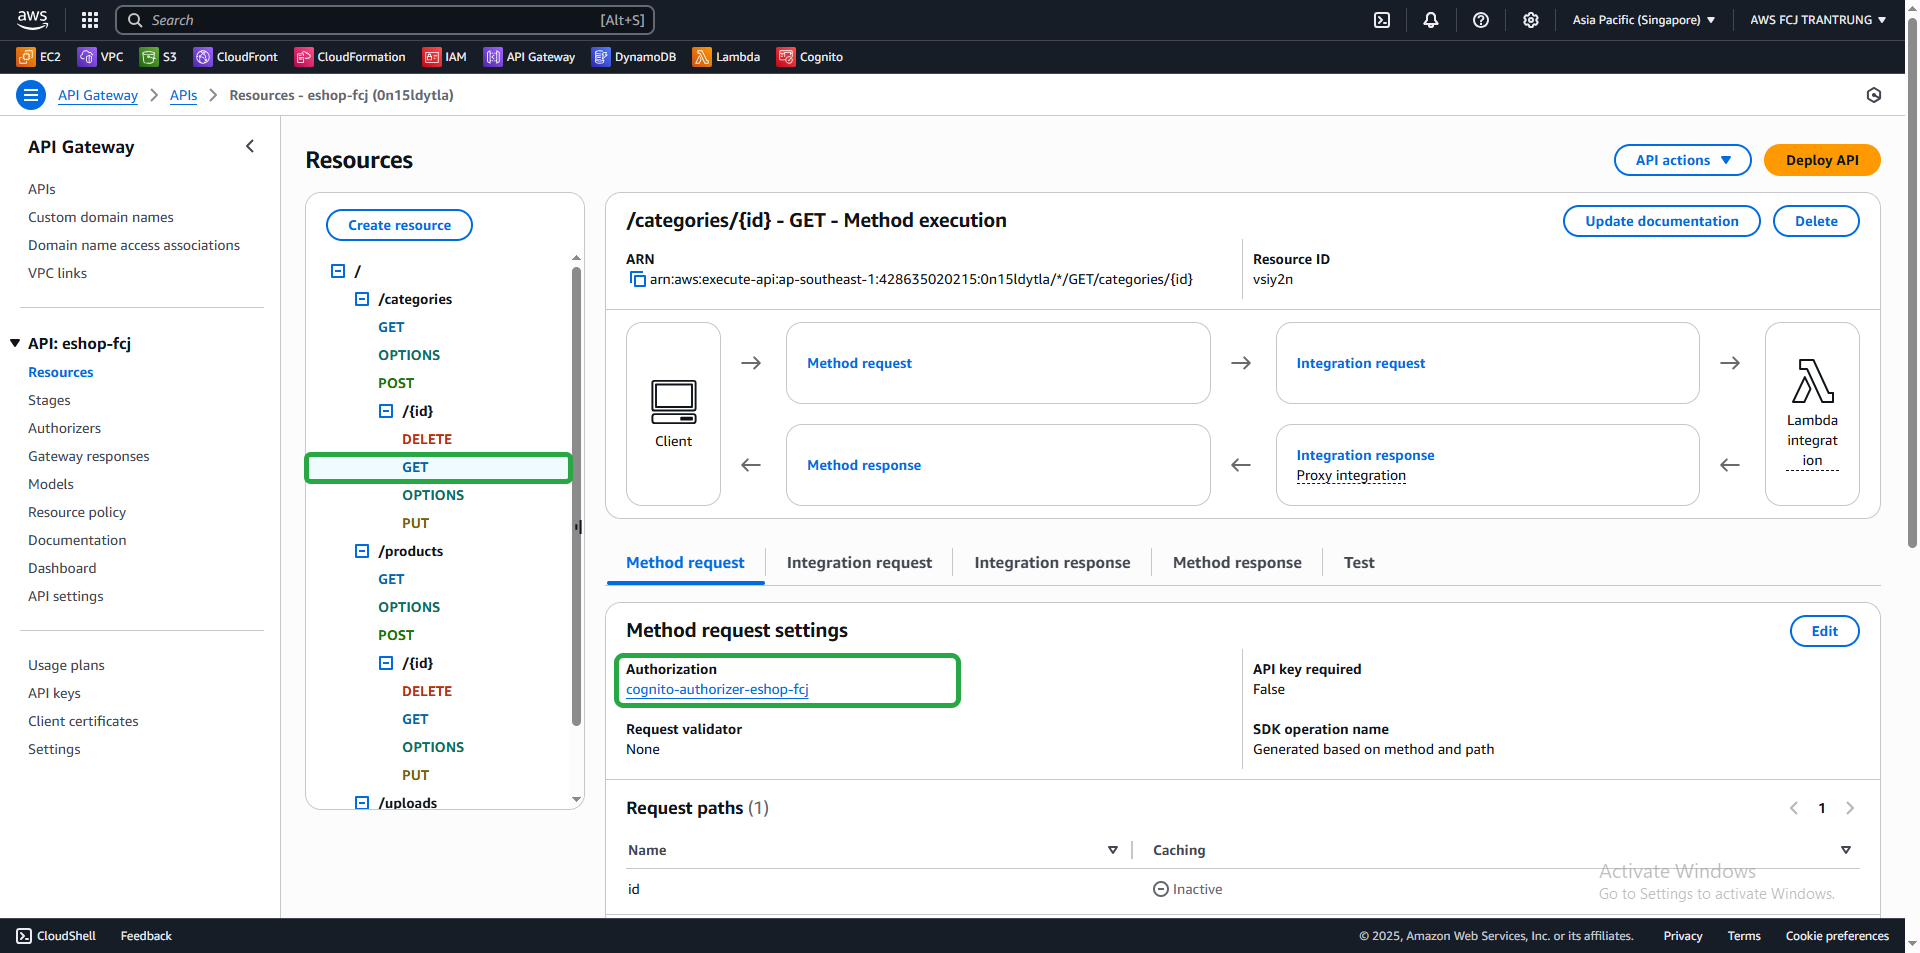 aws
Search [Alt+S]
Asia Pacific (Singapore)
AWS FCJ TRANTRUNG
EC2
VPC
S3
CloudFront
CloudFormation
IAM
API Gateway
DynamoDB
Lambda
Cognito
API Gateway
APIs
Resources - eshop-fcj (0n15ldytla)
API Gateway
APIs
Custom domain names
Domain name access associations
VPC links
API: eshop-fcj
Resources
Stages
Authorizers
Gateway responses
Models
Resource policy
Documentation
Dashboard
API settings
Usage plans
API keys
Client certificates
Settings
Resources
API actions
Deploy API
Create resource
/
/categories
GET
OPTIONS
POST
/{id}
DELETE
GET
OPTIONS
PUT
/products
GET
OPTIONS
POST
/{id}
DELETE
GET
OPTIONS
PUT
/uploads
/categories/{id} - GET - Method execution
Update documentation
Delete
ARN
arn:aws:execute-api:ap-southeast-1:428635020215:0n15ldytla/*/GET/categories/{id}
Resource ID
vsiy2n
Client
Method request
Integration request
Lambda
integrat
ion
Method response
Integration response
Proxy integration
Method request
Integration request
Integration response
Method response
Test
Method request settings
Edit
Authorization
cognito-authorizer-eshop-fcj
API key required
False
Request validator
None
SDK operation name
Generated based on method and path
Request paths (1)
1
Name
Caching
id
Inactive
Activate Windows
Go to Settings to activate Windows.
CloudShell
Feedback
© 2025, Amazon Web Services, Inc. or its affiliates.
Privacy
Terms
Cookie preferences